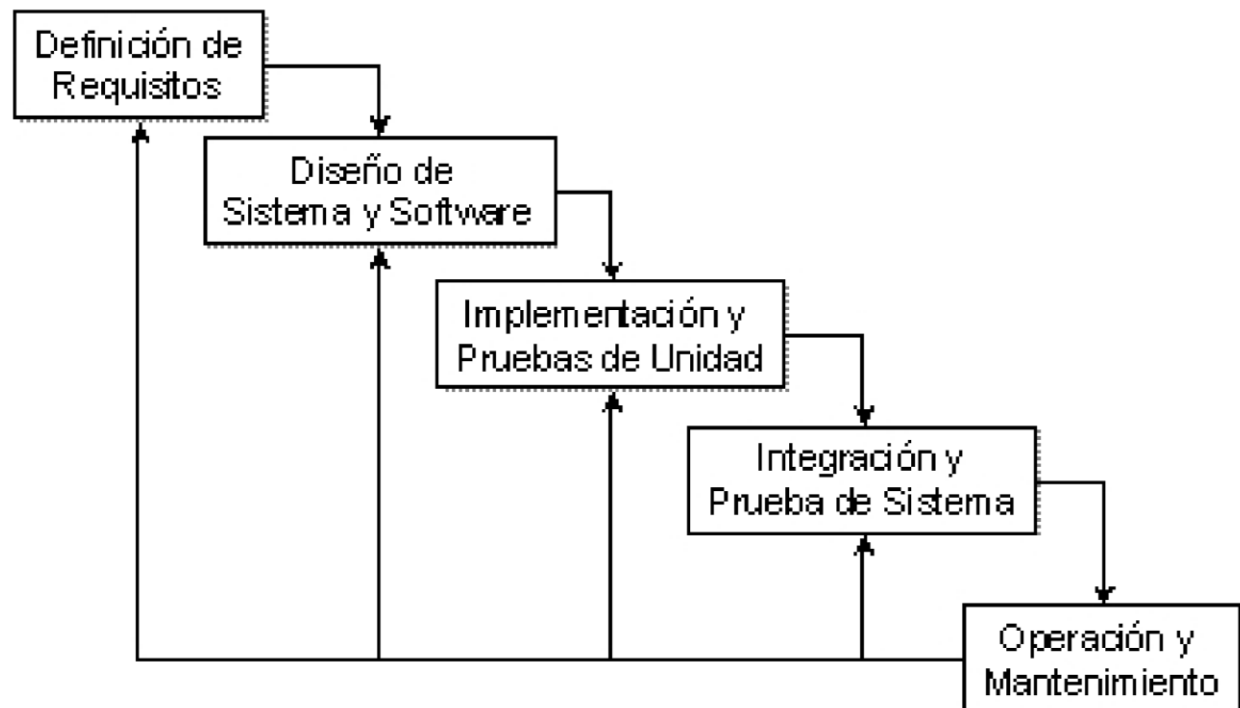 Definición de
Requisitos
Diseño de
Sistema y Software
Implementación y
Pruebas de Unidad
Integración y
Prueba de Sistema
Operación y
Mantenimiento